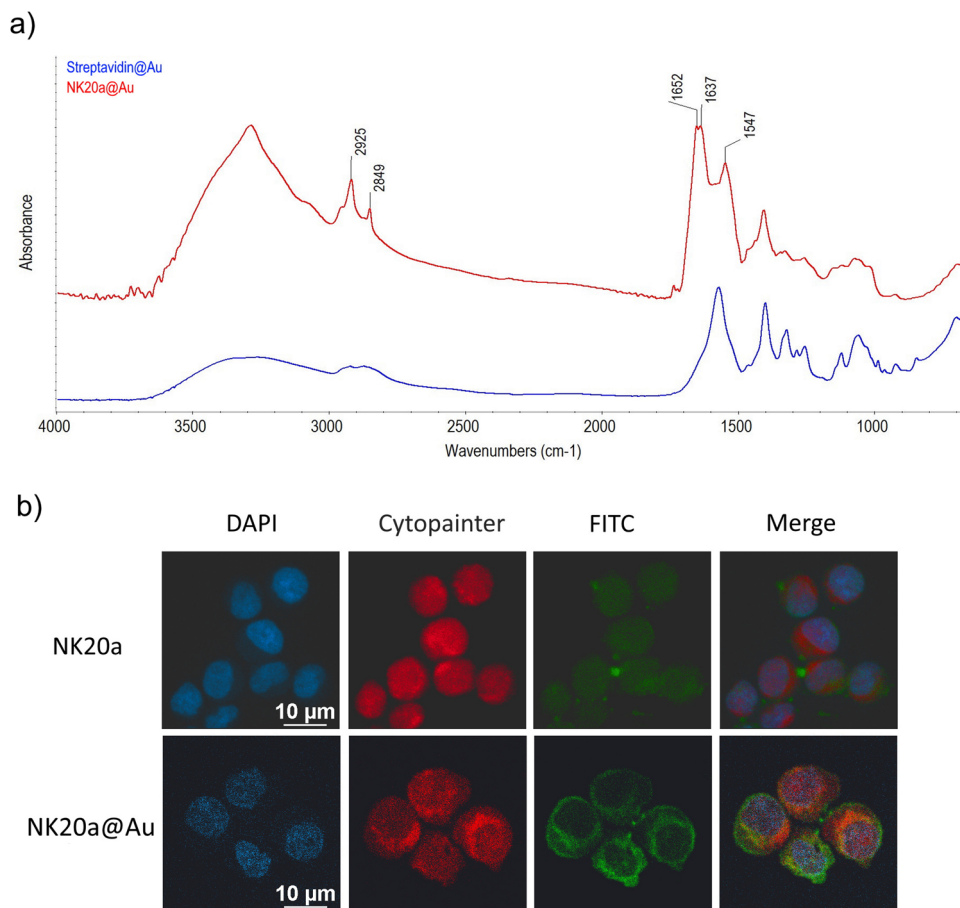 a)
Streptavidin@Au
NK20a@Au
1652
1637
1547
2925
2849
Absorbance
4000 3500 3000 2500 2000 1500 1000
Wavenumbers (cm-1)
b)
DAPI Cytopainter FITC Merge
NK20a
10 µm
NK20a@Au
10 µm